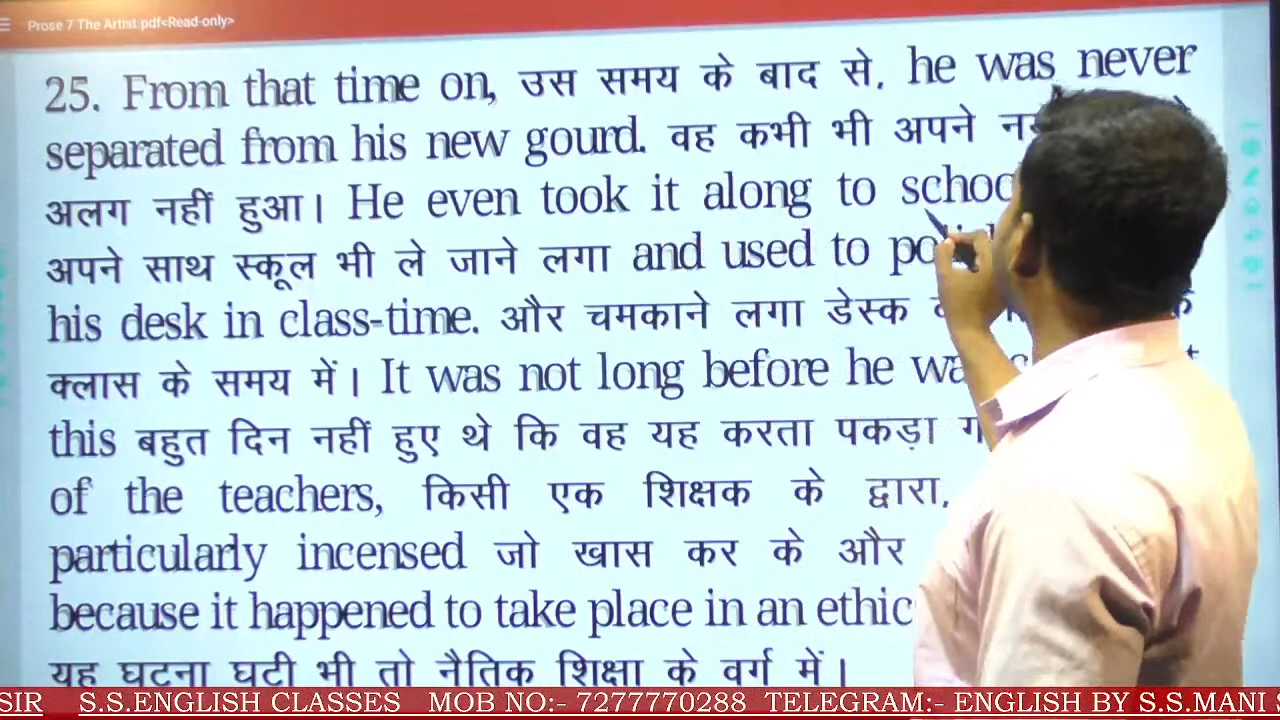 Prose 7 The Artist.pdf<Read-only>
25. From that time on, उस समय के बाद से, he was never
separated from his new gourd. वह कभी भी अपने
अलग नहीं हुआ। He even took it along to
अपने साथ स्कूल भी ले जाने लगा and used to
his desk in class-time. और चमकाने लगा डेस्क
क्लास के समय में। It was not long before he
this बहुत दिन नहीं हुए थे कि वह यह करता पकड़ा
of the teachers, किसी एक शिक्षक के द्वारा,
particularly incensed जो खास कर के और
because it happened to take place in an
यह घटना घटी भी तो नैतिक शिक्षा के वर्ग में।
SIR S.S.ENGLISH CLASSES MOB NO:- 7277770288 TELEGRAM:- ENGLISH BY S.S.MANI